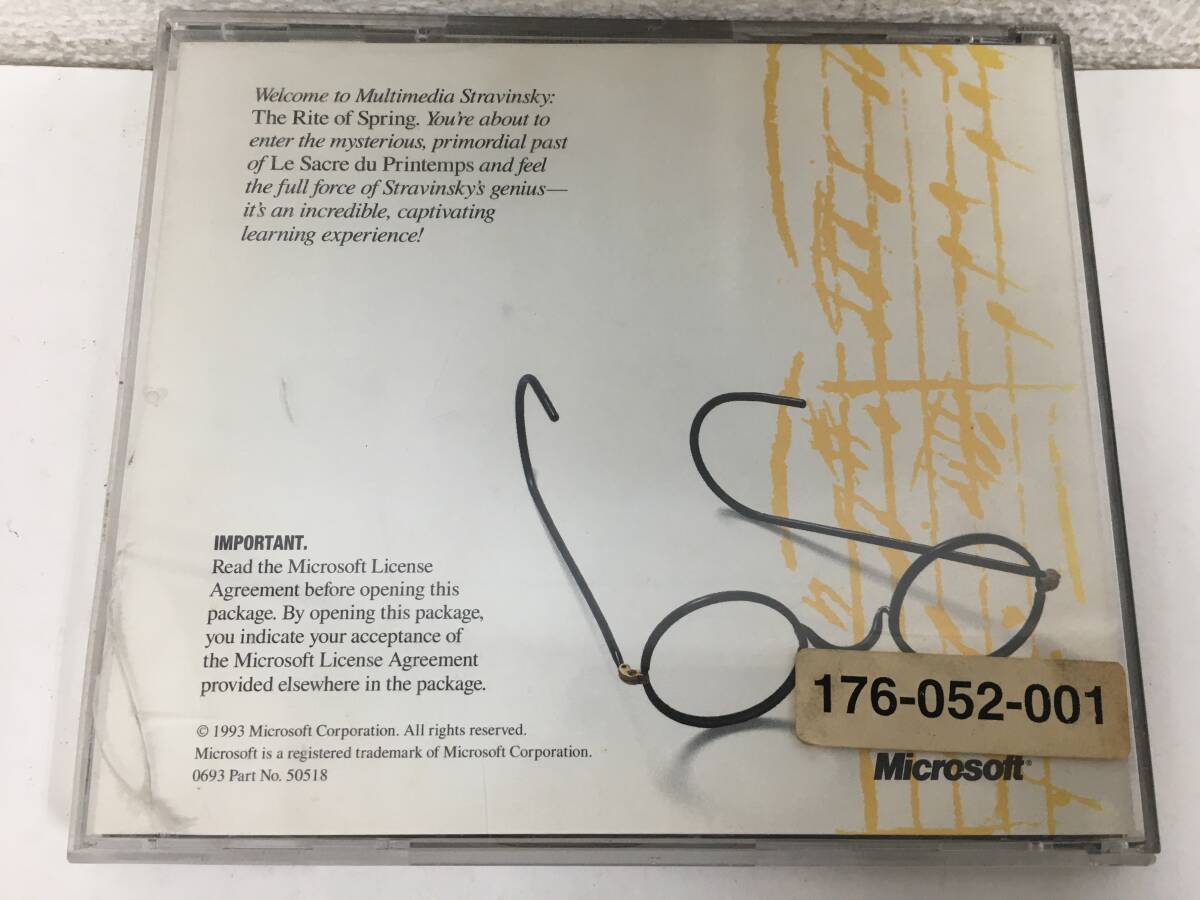 Welcome to Multimedia Stravinsky:
The Rite of Spring. You're about to
enter the mysterious, primordial past
of Le Sacre du Printemps and feel
the full force of Stravinsky's genius—
it's an incredible, captivating
learning experience!
IMPORTANT.
Read the Microsoft License
Agreement before opening this
package. By opening this package,
you indicate your acceptance of
the Microsoft License Agreement
provided elsewhere in the package.
© 1993 Microsoft Corporation. All rights reserved.
Microsoft is a registered trademark of Microsoft Corporation.
0693 Part No. 50518
176-052-001
Microsoft®